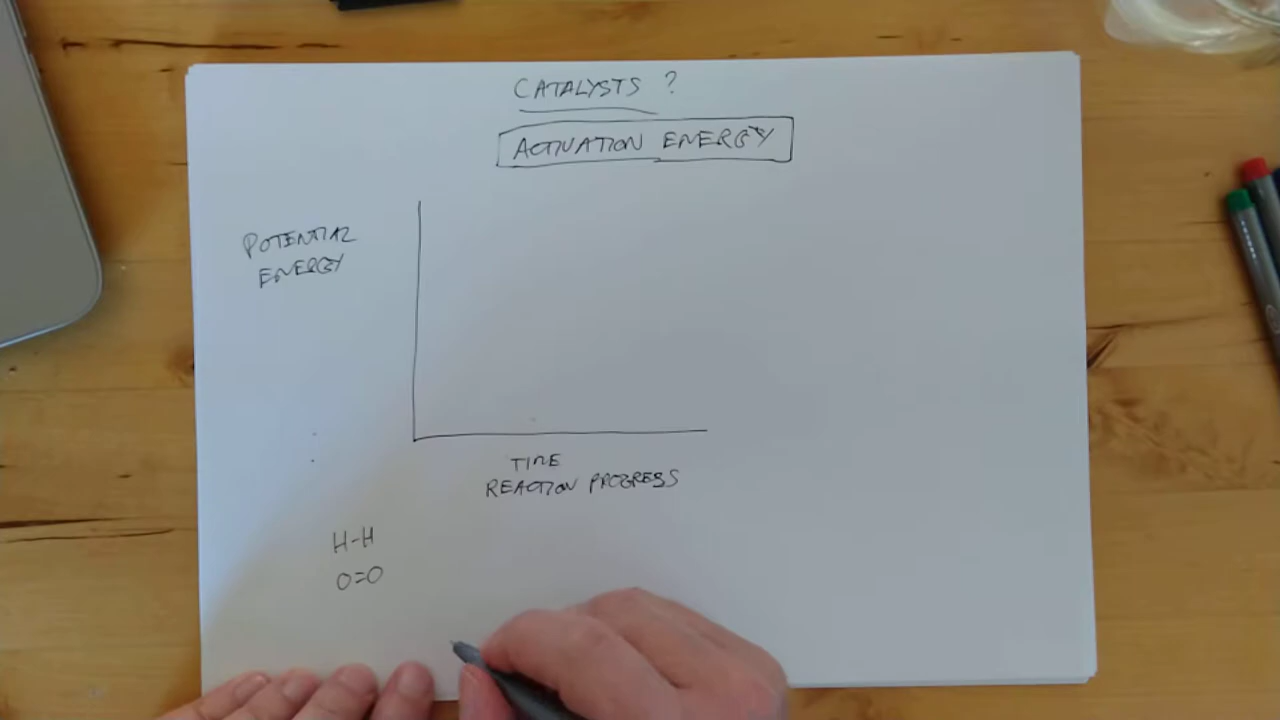 CATALYSTS ?
ACTIVATION ENERGY
POTENTIAL
ENERGY
TIME
REACTION PROGRESS
H-H
O=O